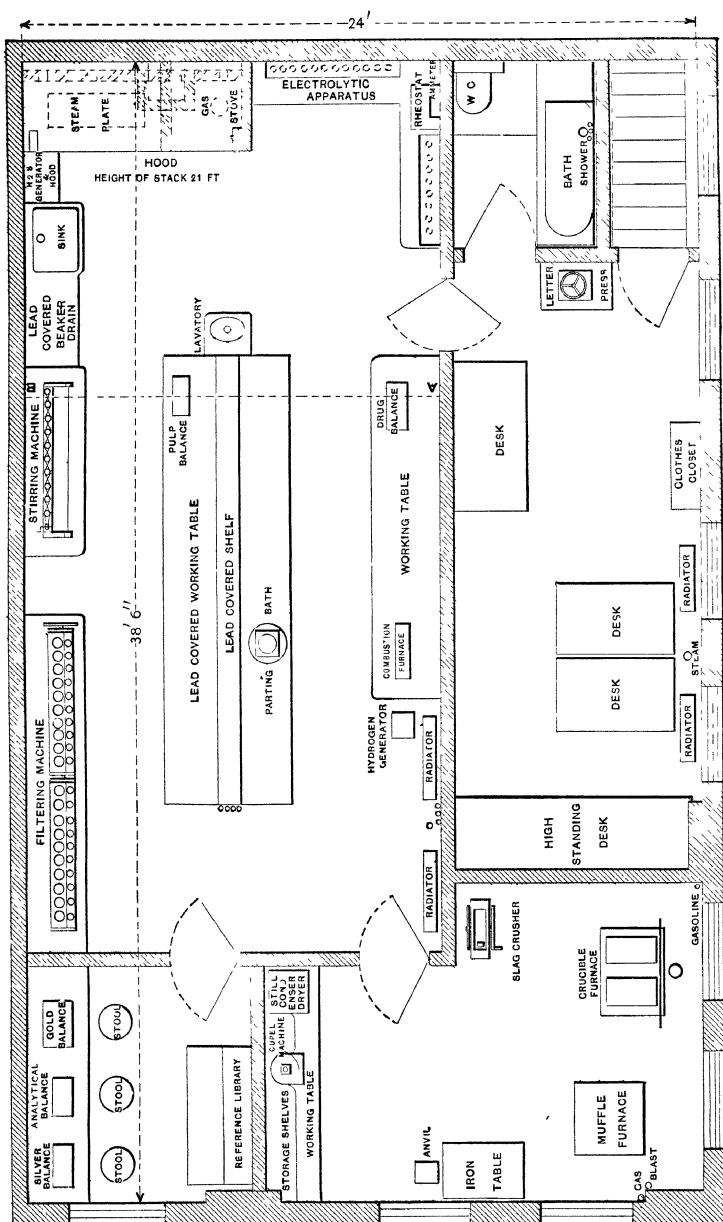 24'
STEAM
PLATE
GAS
STOVE
HOOD
HEIGHT OF STACK 21 FT
ELECTROLYTIC
APPARATUS
RHEOSTAT
AMMETER
W C
BATH
SHOWER
H 2 S
GENERATOR
&
HOOD
SINK
LEAD
COVERED
BEAKER
DRAIN
LAVATORY
LETTER
PRESS
STIRRING MACHINE
B
PULP
BALANCE
DRUG
BALANCE
A
DESK
CLOTHES
CLOSET
LEAD COVERED WORKING TABLE
LEAD COVERED SHELF
WORKING TABLE
38' 6"
PARTING BATH
COMBUSTION
FURNACE
DESK
DESK
RADIATOR
STEAM
RADIATOR
FILTERING MACHINE
HYDROGEN
GENERATOR
RADIATOR
RADIATOR
HIGH
STANDING
DESK
SLAG CRUSHER
GASOLINE
CRUCIBLE
FURNACE
GOLD
BALANCE
ANALYTICAL
BALANCE
SILVER
BALANCE
STOOL
STOOL
STOOL
REFERENCE LIBRARY
STILL
COND
ENSER
DRYER
CUPEL
MACHINE
STORAGE SHELVES
WORKING TABLE
ANVIL
IRON
TABLE
MUFFLE
FURNACE
GAS
BLAST